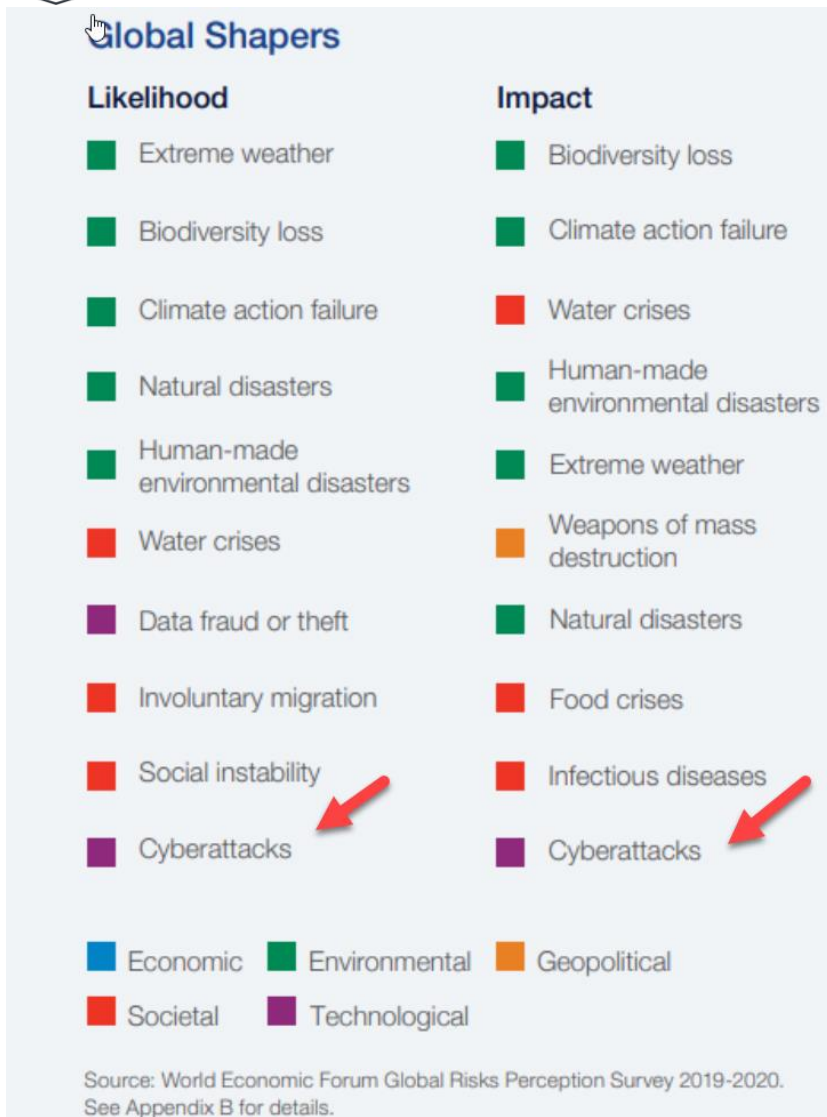 Global Shapers
Likelihood
Extreme weather
Biodiversity loss
Climate action failure
Natural disasters
Human-made
environmental disasters
Water crises
Data fraud or theft
Involuntary migration
Social instability
Cyberattacks
Impact
Biodiversity loss
Climate action failure
Water crises
Human-made
environmental disasters
Extreme weather
Weapons of mass
destruction
Natural disasters
Food crises
Infectious diseases
Cyberattacks
Economic
Environmental
Geopolitical
Societal
Technological
Source: World Economic Forum Global Risks Perception Survey 2019-2020.
See Appendix B for details.